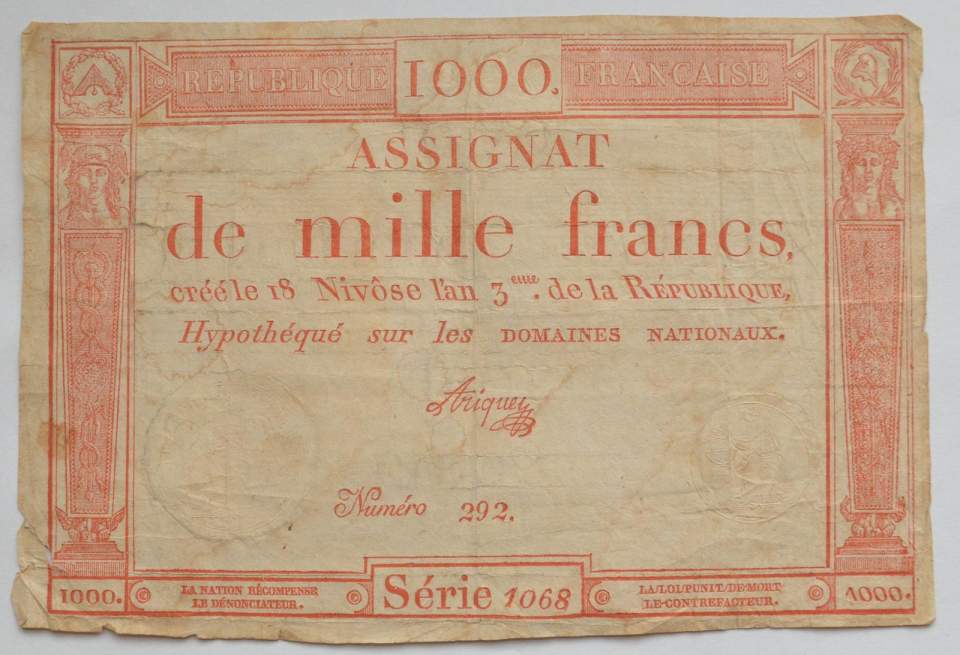 RÉPUBLIQUE 1000. FRANCAISE
ASSIGNAT
de mille francs,
créé le 18 Nivôse l'an 3eme. de la RÉPUBLIQUE,
Hypothéqué sur les DOMAINES NATIONAUX.
Ariquey
Numéro 292.
1000.
LA NATION RÉCOMPENSE
LE DÉNONCIATEUR.
Série 1068
LA LOI PUNIT DE MORT
LE CONTREFACTEUR.
1000.